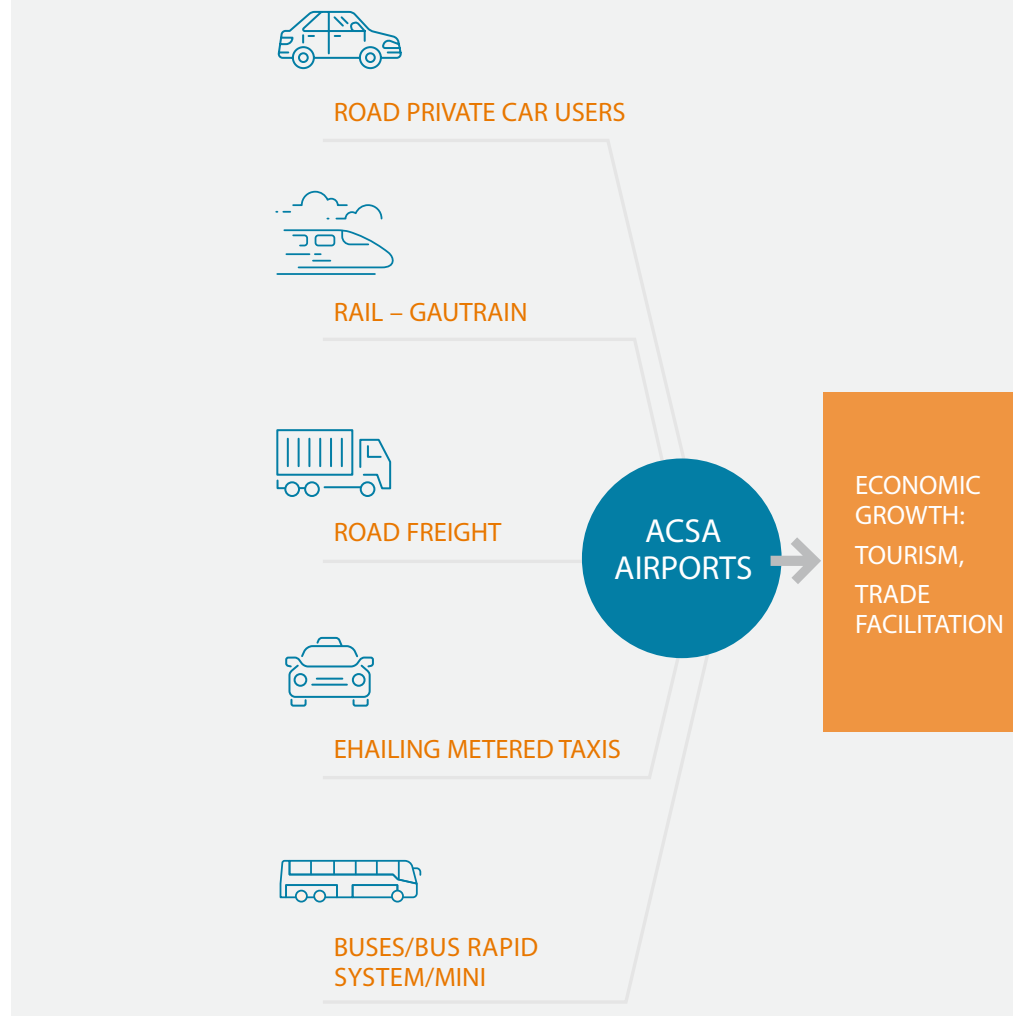 ROAD PRIVATE CAR USERS
RAIL – GAUTRAIN
ROAD FREIGHT
EHAILING METERED TAXIS
BUSES/BUS RAPID
SYSTEM/MINI
ACSA
AIRPORTS
ECONOMIC
GROWTH:
TOURISM,
TRADE
FACILITATION